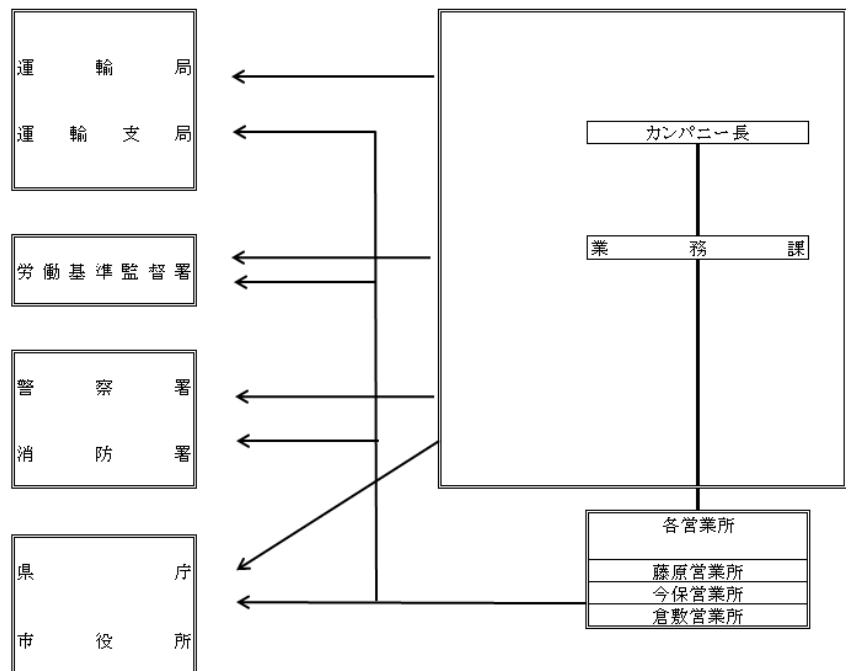 運輸局
運輸支局
労働基準監督署
警察署
消防署
県庁
市役所
カンパニー長
業務課
各営業所
藤原営業所
今保営業所
倉敷営業所